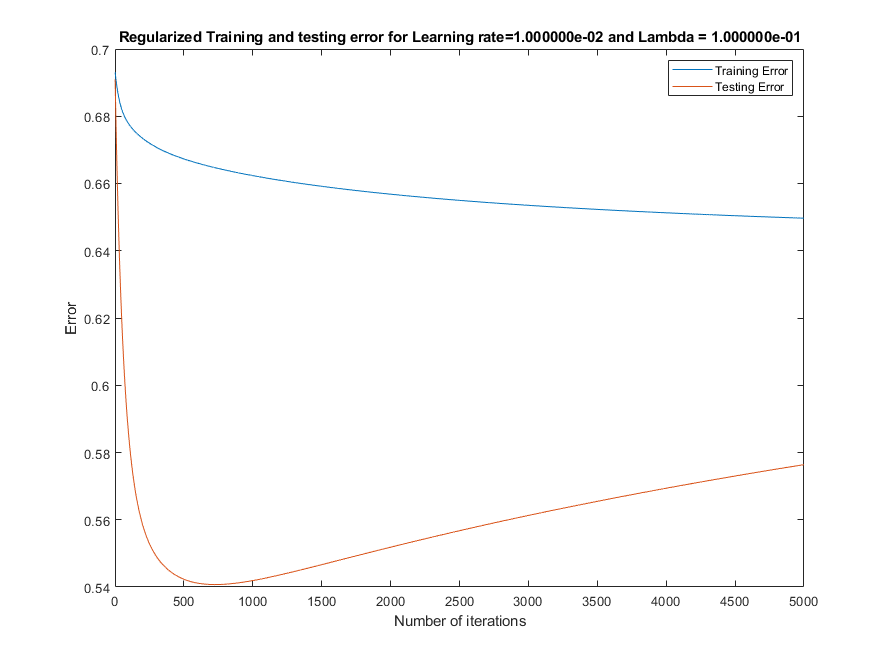 Regularized Training and testing error for Learning rate=1.000000e-02 and Lambda = 1.000000e-01
0.7
Training Error
Testing Error
0.68
0.66
0.64
0.62
Error
0.6
0.58
0.56
0.54
0 500 1000 1500 2000 2500 3000 3500 4000 4500 5000
Number of iterations